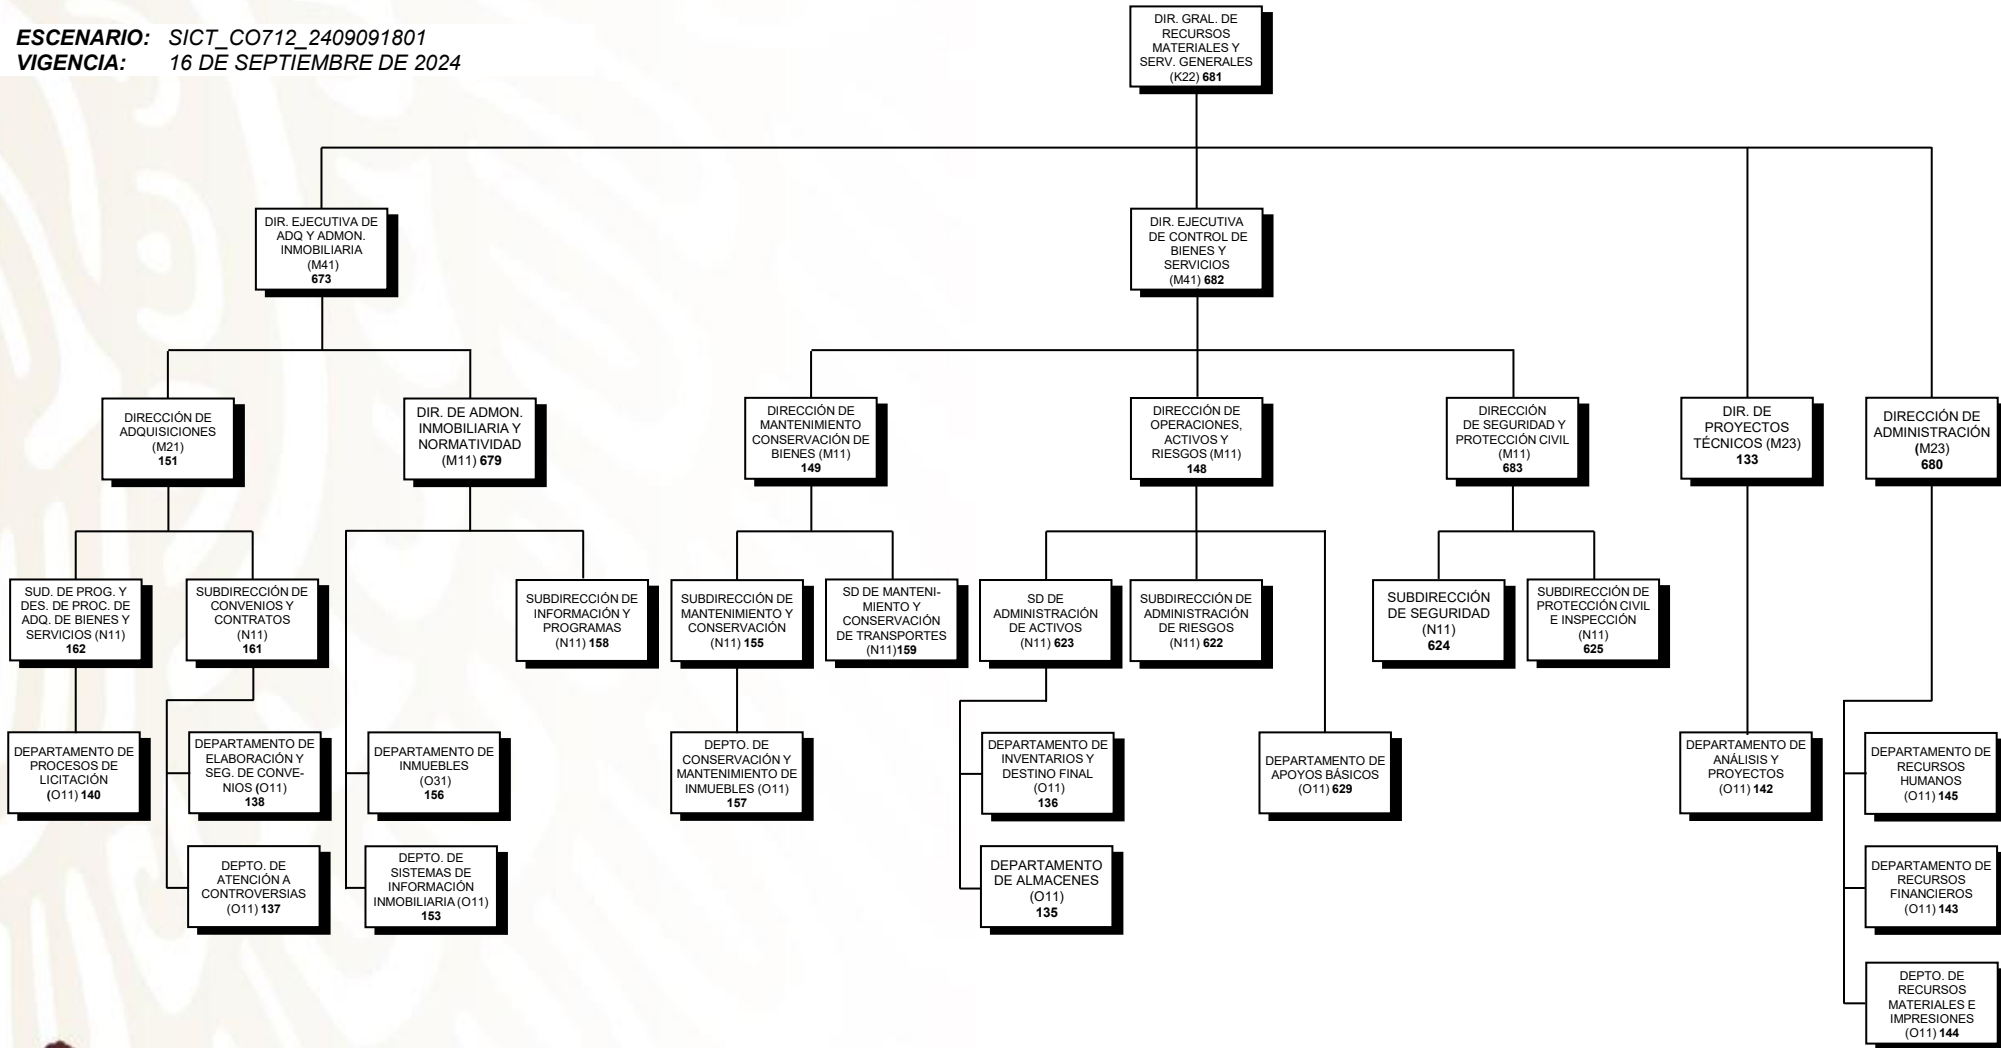 ESCENARIO: SICT_CO712_2409091801
VIGENCIA: 16 DE SEPTIEMBRE DE 2024
DIR. GRAL. DE
RECURSOS
MATERIALES Y
SERV. GENERALES
(K22) 681
DIR. EJECUTIVA DE
ADQ Y ADMON.
INMOBILIARIA
(M41)
673
DIR. EJECUTIVA
DE CONTROL DE
BIENES Y
SERVICIOS
(M41) 682
DIRECCIÓN DE
ADQUISICIONES
(M21)
151
DIR. DE ADMON.
INMOBILIARIA Y
NORMATIVIDAD
(M11) 679
DIRECCIÓN DE
MANTENIMIENTO
CONSERVACIÓN DE
BIENES (M11)
149
DIRECCIÓN DE
OPERACIONES,
ACTIVOS Y
RIESGOS (M11)
148
DIRECCIÓN
DE SEGURIDAD Y
PROTECCIÓN CIVIL
(M11)
683
DIR. DE
PROYECTOS
TÉCNICOS (M23)
133
DIRECCIÓN DE
ADMINISTRACIÓN
(M23)
680
SUD. DE PROG. Y
DES. DE PROC. DE
ADQ. DE BIENES Y
SERVICIOS (N11)
162
SUBDIRECCIÓN DE
CONVENIOS Y
CONTRATOS
(N11)
161
SUBDIRECCIÓN DE
INFORMACIÓN Y
PROGRAMAS
(N11) 158
SUBDIRECCIÓN DE
MANTENIMIENTO Y
CONSERVACIÓN
(N11) 155
SD DE MANTENI-
MIENTO Y
CONSERVACIÓN
DE TRANSPORTES
(N11)159
SD DE
ADMINISTRACIÓN
DE ACTIVOS
(N11) 623
SUBDIRECCIÓN DE
ADMINISTRACIÓN
DE RIESGOS
(N11) 622
SUBDIRECCIÓN
DE SEGURIDAD
(N11)
624
SUBDIRECCIÓN DE
PROTECCIÓN CIVIL
E INSPECCIÓN
(N11)
625
DEPARTAMENTO DE
PROCESOS DE
LICITACIÓN
(O11) 140
DEPARTAMENTO DE
ELABORACIÓN Y
SEG. DE CONVE-
NIOS (O11)
138
DEPARTAMENTO DE
INMUEBLES
(O31)
156
DEPTO. DE
CONSERVACIÓN Y
MANTENIMIENTO DE
INMUEBLES (O11)
157
DEPARTAMENTO DE
INVENTARIOS Y
DESTINO FINAL
(O11)
136
DEPARTAMENTO DE
APOYOS BÁSICOS
(O11) 629
DEPARTAMENTO DE
ANÁLISIS Y
PROYECTOS
(O11) 142
DEPARTAMENTO DE
RECURSOS
HUMANOS
(O11) 145
DEPTO. DE
ATENCIÓN A
CONTROVERSIAS
(O11) 137
DEPTO. DE
SISTEMAS DE
INFORMACIÓN
INMOBILIARIA (O11)
153
DEPARTAMENTO
DE ALMACENES
(O11)
135
DEPARTAMENTO DE
RECURSOS
FINANCIEROS
(O11) 143
DEPTO. DE
RECURSOS
MATERIALES E
IMPRESIONES
(O11) 144